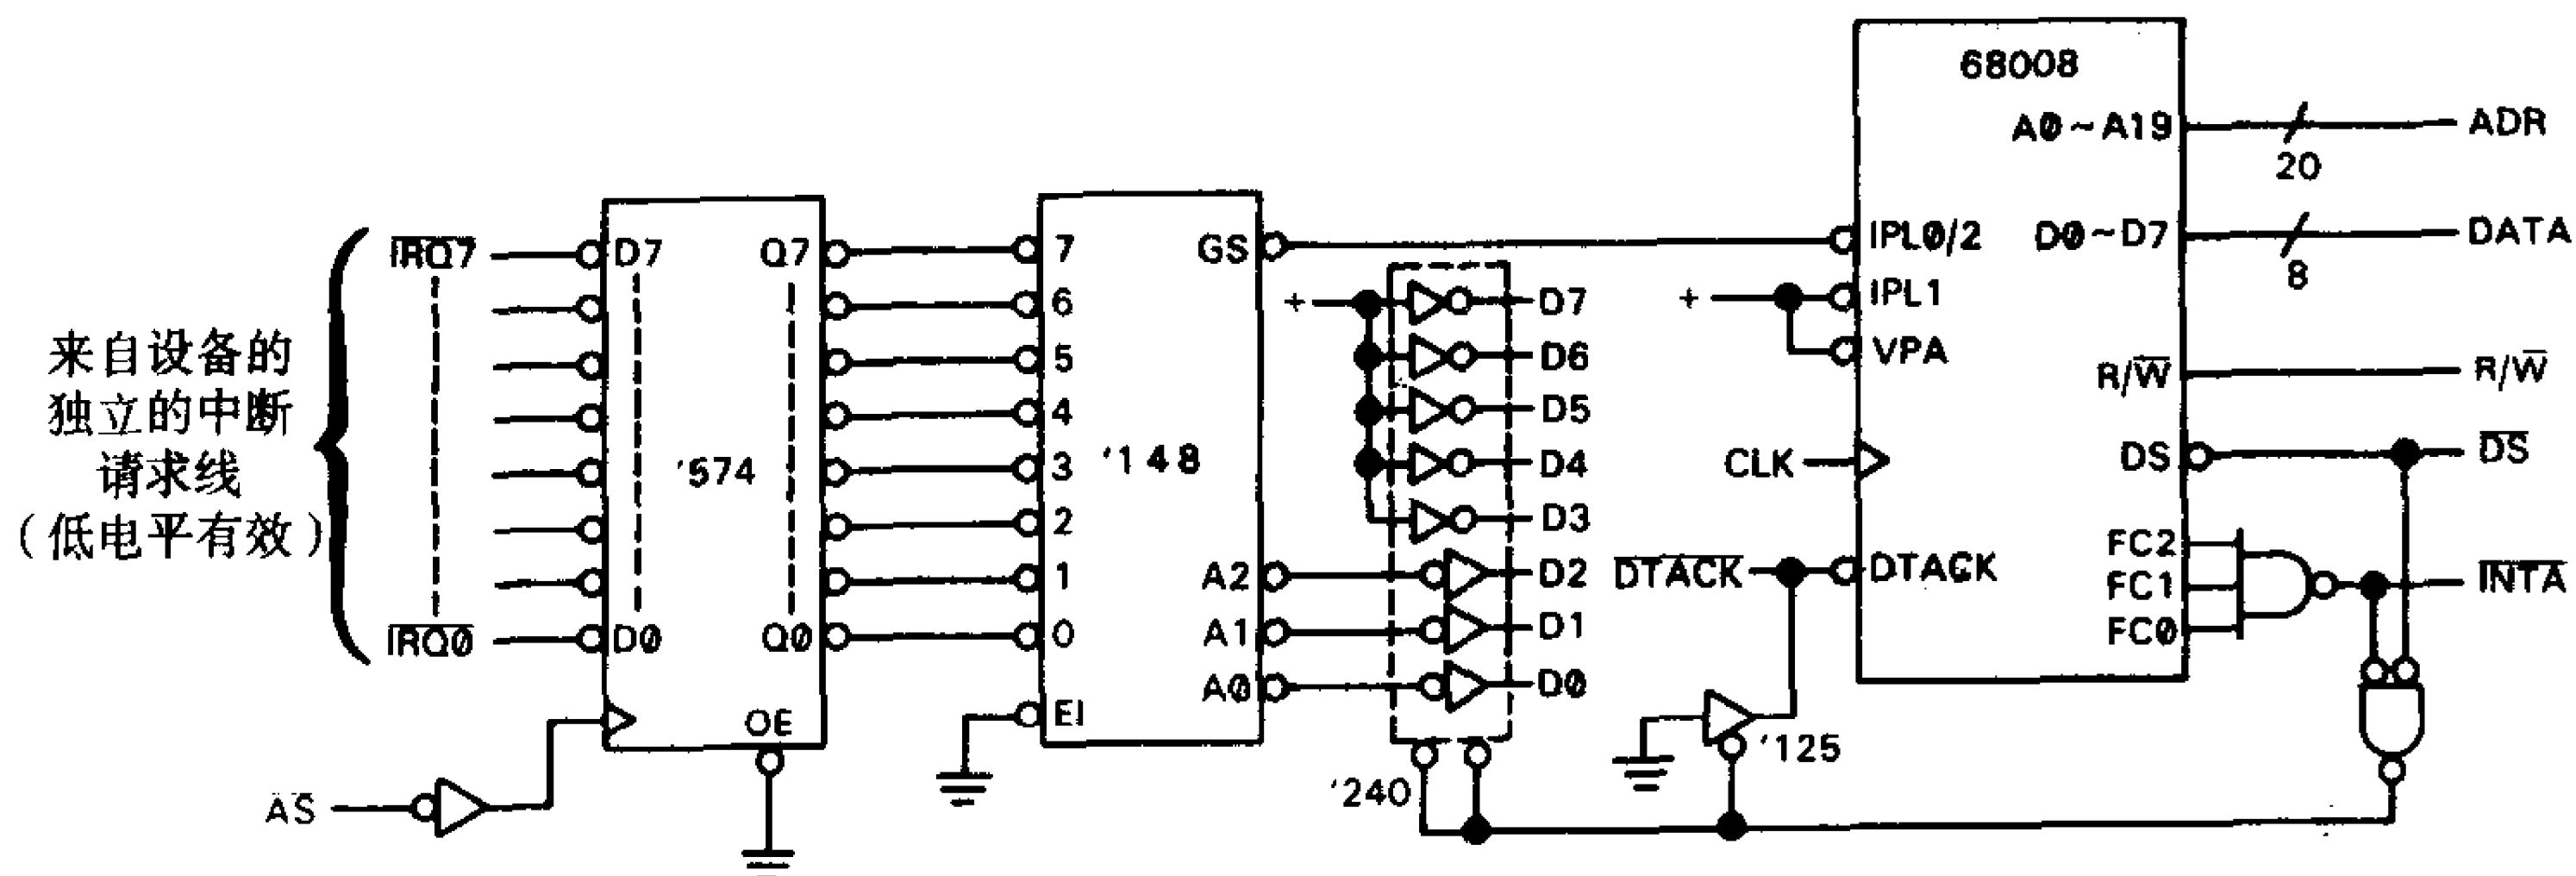 来自设备的
独立的中断
请求线
(低电平有效)
IRQ7
IRQ0
AS
D7
D0
Q7
Q0
'574
OE
7
6
5
4
3
2
1
0
EI
'148
GS
A2
A1
A0
+
D7
D6
D5
D4
D3
D2
D1
D0
'240
'125
+
CLK
DTACK
68008
IPL0/2
IPL1
VPA
DTACK
A0~A19
D0~D7
R/W
DS
FC2
FC1
FC0
20
8
ADR
DATA
R/W
DS
INTA